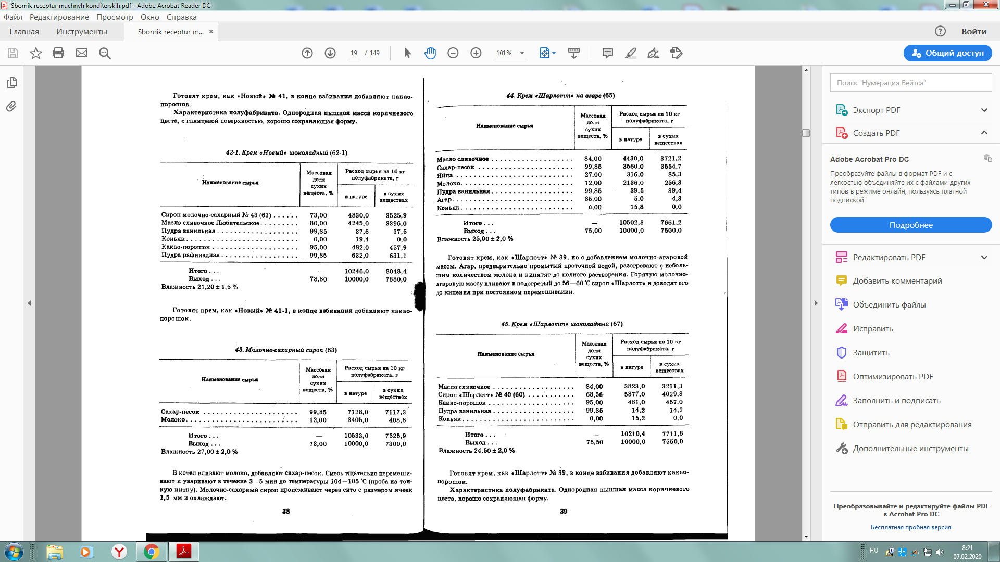 Sbornik receptur muchnyh konditerskih.pdf - Adobe Acrobat Reader DC
Файл Редактирование Просмотр Окно Справка
Главная Инструменты Sbornik receptur m... ×
Войти
19 / 149 101%
Общий доступ
Готовят крем, как «Новый» № 41, в конце взбивания добавляют какао-
порошок.
Характеристика полуфабриката. Однородная пышная масса коричневого
цвета, с глянцевой поверхностью, хорошо сохраняющая форму.
42-1. Крем «Новый» шоколадный (62-1)
Наименование сырья
Массовая доля сухих веществ, %
Расход сырья на 10 кг полуфабриката, г
в натуре
в сухих веществах
Сироп молочно-сахарный № 43 (63) . . . . . . 73,00 4830,0 3525,9
Масло сливочное Любительское . . . . . . . . . 80,00 4245,0 3396,0
Пудра ванильная . . . . . . . . . . . . . . . . . . . 99,85 37,6 37,5
Коньяк . . . . . . . . . . . . . . . . . . . . . . . . . . 0,00 19,4 0,0
Какао-порошок . . . . . . . . . . . . . . . . . . . . 95,00 482,0 457,9
Пудра рафинадная . . . . . . . . . . . . . . . . . . 99,85 632,0 631,1
Итого . . . — 10246,0 8048,4
Выход . . . 78,80 10000,0 7880,0
Влажность 21,20 ± 1,5 %
Готовят крем, как «Новый» № 41-1, в конце взбивания добавляют какао-
порошок.
43. Молочно-сахарный сироп (63)
Наименование сырья
Массовая доля сухих веществ, %
Расход сырья на 10 кг полуфабриката, г
в натуре
в сухих веществах
Сахар-песок . . . . . . . . . . . . . . . . . . . . . . 99,85 7128,0 7117,3
Молоко . . . . . . . . . . . . . . . . . . . . . . . . . . 12,00 3405,0 408,6
Итого . . . — 10533,0 7525,9
Выход . . . 73,00 10000,0 7300,0
Влажность 27,00 ± 2,0 %
В котел вливают молоко, добавляют сахар-песок. Смесь тщательно перемеши-
вают и уваривают в течение 3—5 мин до температуры 104—105 °С (проба на тон-
кую нитку). Молочно-сахарный сироп процеживают через сито с размером ячеек
1,5 мм и охлаждают.
38
44. Крем «Шарлотт» на агаре (65)
Наименование сырья
Массовая доля сухих веществ, %
Расход сырья на 10 кг полуфабриката, г
в натуре
в сухих веществах
Масло сливочное . . . . . . . . . . . . . . . . . . . 84,00 4430,0 3721,2
Сахар-песок . . . . . . . . . . . . . . . . . . . . . . 99,85 3560,0 3554,7
Яйца . . . . . . . . . . . . . . . . . . . . . . . . . . . 27,00 316,0 85,3
Молоко . . . . . . . . . . . . . . . . . . . . . . . . . . 12,00 2136,0 256,3
Пудра ванильная . . . . . . . . . . . . . . . . . . . 99,85 39,5 39,4
Агар . . . . . . . . . . . . . . . . . . . . . . . . . . . . 85,00 5,0 4,3
Коньяк . . . . . . . . . . . . . . . . . . . . . . . . . . 0,00 15,8 0,0
Итого . . . — 10502,3 7661,2
Выход . . . 75,00 10000,0 7500,0
Влажность 25,00 ± 2,0 %
Готовят крем, как «Шарлотт» № 39, но с добавлением молочно-агаровой
массы. Агар, предварительно промытый проточной водой, разогревают с неболь-
шим количеством молока и кипятят до полного растворения. Горячую молочно-
агаровую массу вливают в подогретый до 56—60 °С сироп «Шарлотт» и доводят его
до кипения при постоянном перемешивании.
45. Крем «Шарлотт» шоколадный (67)
Наименование сырья
Массовая доля сухих веществ, %
Расход сырья на 10 кг полуфабриката, г
в натуре
в сухих веществах
Масло сливочное . . . . . . . . . . . . . . . . . . . 84,00 3823,0 3211,3
Сироп «Шарлотт» № 40 (60) . . . . . . . . . . . 68,56 5877,0 4029,3
Какао-порошок . . . . . . . . . . . . . . . . . . . . 95,00 481,0 457,0
Пудра ванильная . . . . . . . . . . . . . . . . . . . 99,85 14,2 14,2
Коньяк . . . . . . . . . . . . . . . . . . . . . . . . . . 0,00 15,2 0,0
Итого . . . — 10210,4 7711,8
Выход . . . 75,50 10000,0 7550,0
Влажность 24,50 ± 2,0 %
Готовят крем, как «Шарлотт» № 39, в конце взбивания добавляют какао-
порошок.
Характеристика полуфабриката. Однородная пышная масса коричневого
цвета, хорошо сохраняющая форму.
39
Поиск "Нумерация Бейтса"
Экспорт PDF
Создать PDF
Adobe Acrobat Pro DC
Преобразуйте файлы в формат PDF и с
легкостью объединяйте их с файлами других
типов в режиме онлайн, пользуясь платной
подпиской
Подробнее
Редактировать PDF
Добавить комментарий
Объединить файлы
Исправить
Защитить
Оптимизировать PDF
Заполнить и подписать
Отправить для редактирования
Дополнительные инструменты
Преобразовывайте и редактируйте файлы PDF
в Acrobat Pro DC
Бесплатная пробная версия
RU
8:21
07.02.2020